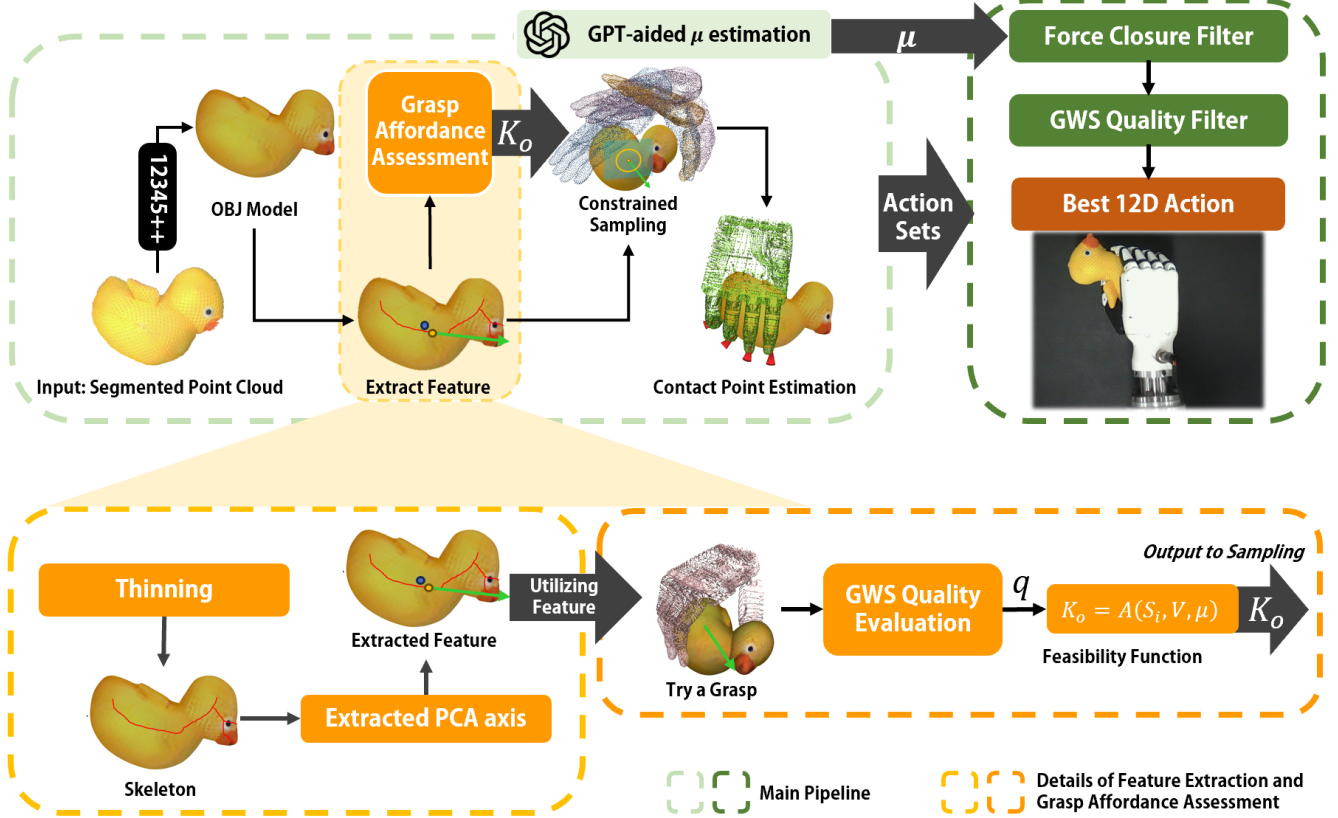 GPT-aided μ estimation
μ
Force Closure Filter
Grasp
Affordance
Assessment
K_o
GWS Quality Filter
12345++
OBJ Model
Constrained
Sampling
Action
Sets
Best 12D Action
Input: Segmented Point Cloud
Extract Feature
Contact Point Estimation
Thinning
Extracted Feature
Utilizing
Feature
Output to Sampling
GWS Quality
Evaluation
q
K_o = A(S_i, V, μ)
K_o
Feasibility Function
Try a Grasp
Extracted PCA axis
Skeleton
Main Pipeline
Details of Feature Extraction and
Grasp Affordance Assessment